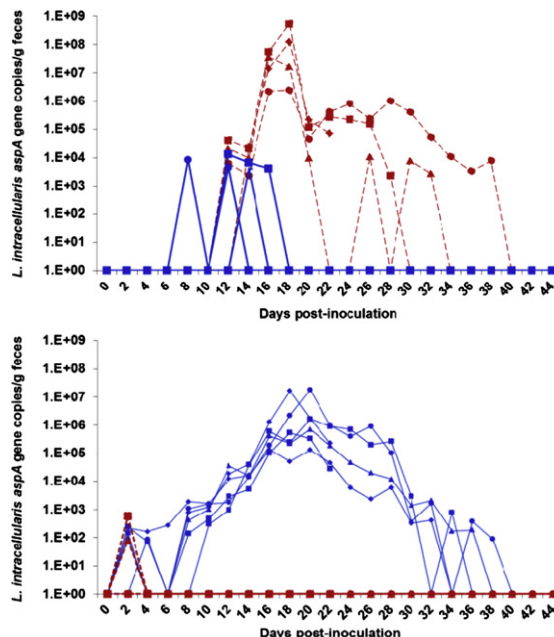 L. intracellularis aspA gene copies/g feces
1.E+09
1.E+08
1.E+07
1.E+06
1.E+05
1.E+04
1.E+03
1.E+02
1.E+01
1.E+00
0 2 4 6 8 10 12 14 16 18 20 22 24 26 28 30 32 34 36 38 40 42 44
Days post-inoculation
L. intracellularis aspA gene copies/g feces
1.E+09
1.E+08
1.E+07
1.E+06
1.E+05
1.E+04
1.E+03
1.E+02
1.E+01
1.E+00
0 2 4 6 8 10 12 14 16 18 20 22 24 26 28 30 32 34 36 38 40 42 44
Days post-inoculation